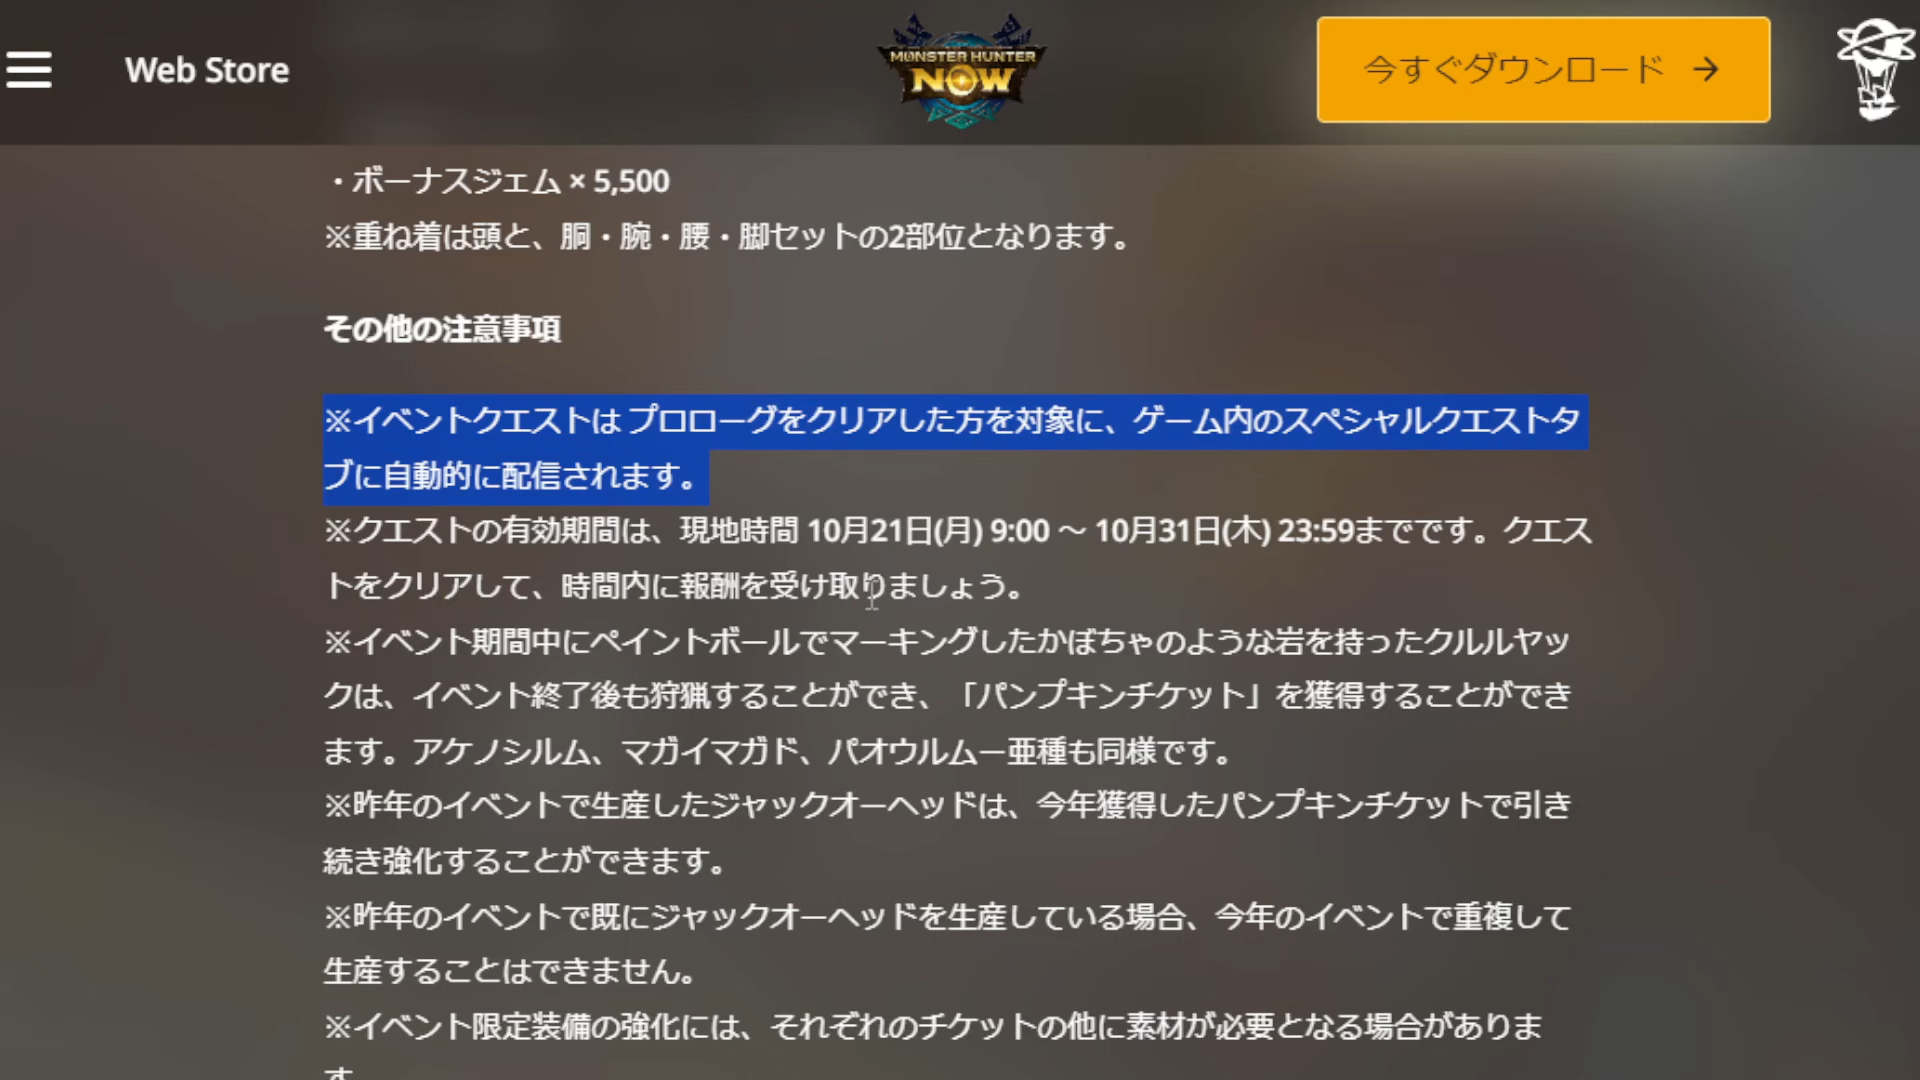 Web Store
MONSTER HUNTER
NOW
今すぐダウンロード →
・ボーナスジェム × 5,500
※重ね着は頭と、胴・腕・腰・脚セットの2部位となります。
その他の注意事項
※イベントクエストは プロローグをクリアした方を対象に、ゲーム内のスペシャルクエストタ
ブに自動的に配信されます。
※クエストの有効期間は、現地時間 10月21日(月) 9:00 ～ 10月31日(木) 23:59までです。クエス
トをクリアして、時間内に報酬を受け取りましょう。
※イベント期間中にペイントボールでマーキングしたかぼちゃのような岩を持ったクルルヤッ
クは、イベント終了後も狩猟することができ、「パンプキンチケット」を獲得することができ
ます。アケノシルム、マガイマガド、パオウルムー亜種も同様です。
※昨年のイベントで生産したジャックオーヘッドは、今年獲得したパンプキンチケットで引き
続き強化することができます。
※昨年のイベントで既にジャックオーヘッドを生産している場合、今年のイベントで重複して
生産することはできません。
※イベント限定装備の強化には、それぞれのチケットの他に素材が必要となる場合がありま
す